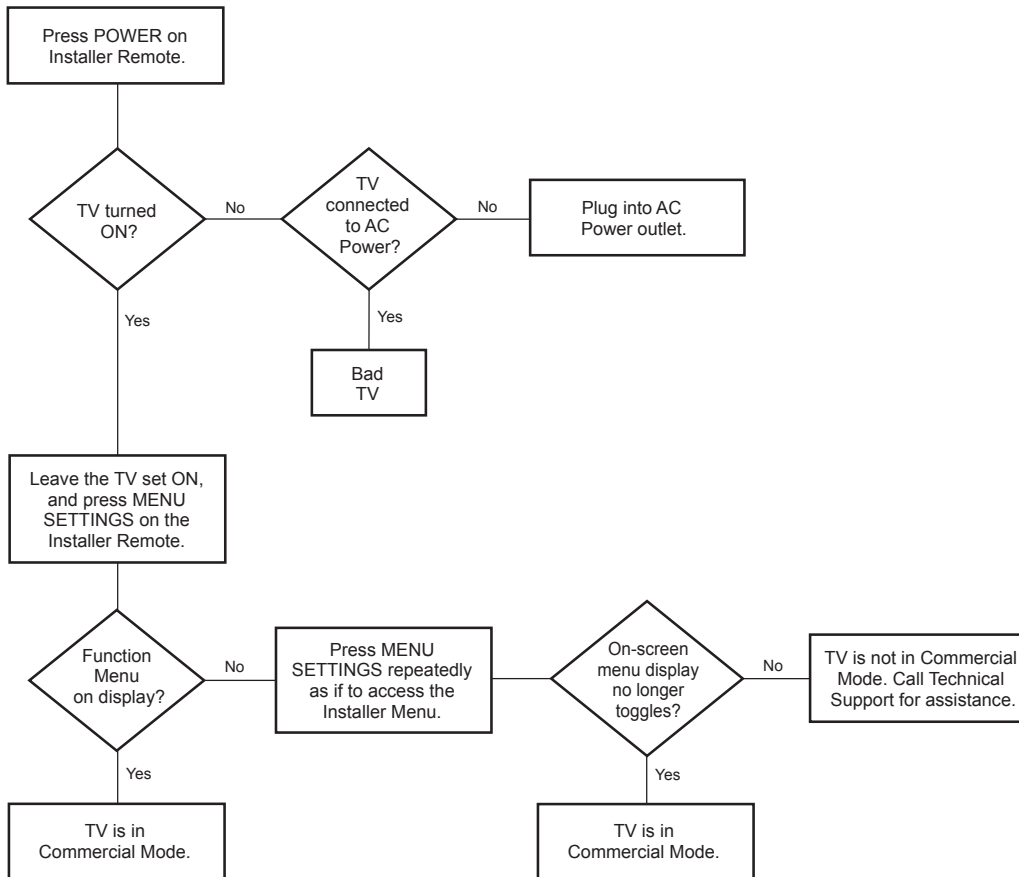 Press POWER on
Installer Remote.
TV turned
ON?
No
TV
connected
to AC
Power?
No
Plug into AC
Power outlet.
Yes
Yes
Bad
TV
Leave the TV set ON,
and press MENU
SETTINGS on the
Installer Remote.
Function
Menu
on display?
No
Press MENU
SETTINGS repeatedly
as if to access the
Installer Menu.
On-screen
menu display
no longer
toggles?
No
TV is not in Commercial
Mode. Call Technical
Support for assistance.
Yes
Yes
TV is in
Commercial Mode.
TV is in
Commercial Mode.